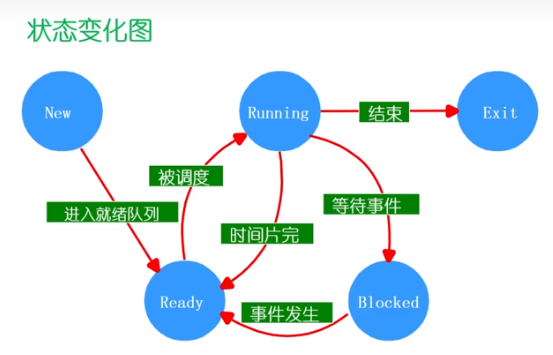 状态变化图
New
Running
结束
Exit
被调度
等待事件
进入就绪队列
时间片完
Ready
事件发生
Blocked